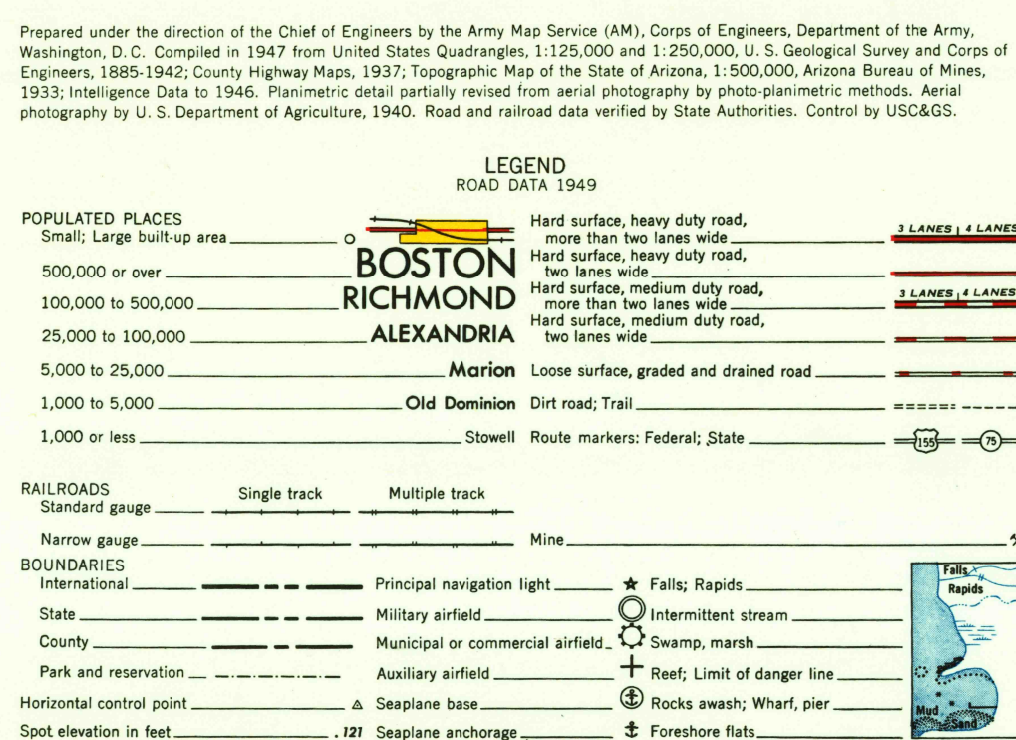 Prepared under the direction of the Chief of Engineers by the Army Map Service (AM), Corps of Engineers, Department of the Army,
Washington, D. C. Compiled in 1947 from United States Quadrangles, 1:125,000 and 1:250,000, U. S. Geological Survey and Corps of
Engineers, 1885-1942; County Highway Maps, 1937; Topographic Map of the State of Arizona, 1:500,000, Arizona Bureau of Mines,
1933; Intelligence Data to 1946. Planimetric detail partially revised from aerial photography by photo-planimetric methods. Aerial
photography by U. S. Department of Agriculture, 1940. Road and railroad data verified by State Authorities. Control by USC&GS.
LEGEND
ROAD DATA 1949
POPULATED PLACES
Small; Large built-up area
500,000 or over BOSTON
100,000 to 500,000 RICHMOND
25,000 to 100,000 ALEXANDRIA
5,000 to 25,000 Marion
1,000 to 5,000 Old Dominion
1,000 or less Stowell
Hard surface, heavy duty road,
more than two lanes wide 3 LANES 4 LANES
Hard surface, heavy duty road,
two lanes wide
Hard surface, medium duty road,
more than two lanes wide 3 LANES 4 LANES
Hard surface, medium duty road,
two lanes wide
Loose surface, graded and drained road
Dirt road; Trail
Route markers: Federal; State 155 75
RAILROADS Single track Multiple track
Standard gauge
Narrow gauge
Mine
BOUNDARIES
International
State
County
Park and reservation
Horizontal control point
Spot elevation in feet .121
Principal navigation light
Military airfield
Municipal or commercial airfield
Auxiliary airfield
Seaplane base
Seaplane anchorage
Falls; Rapids
Intermittent stream
Swamp, marsh
Reef; Limit of danger line
Rocks awash; Wharf, pier
Foreshore flats
Falls
Rapids
Mud
Sand